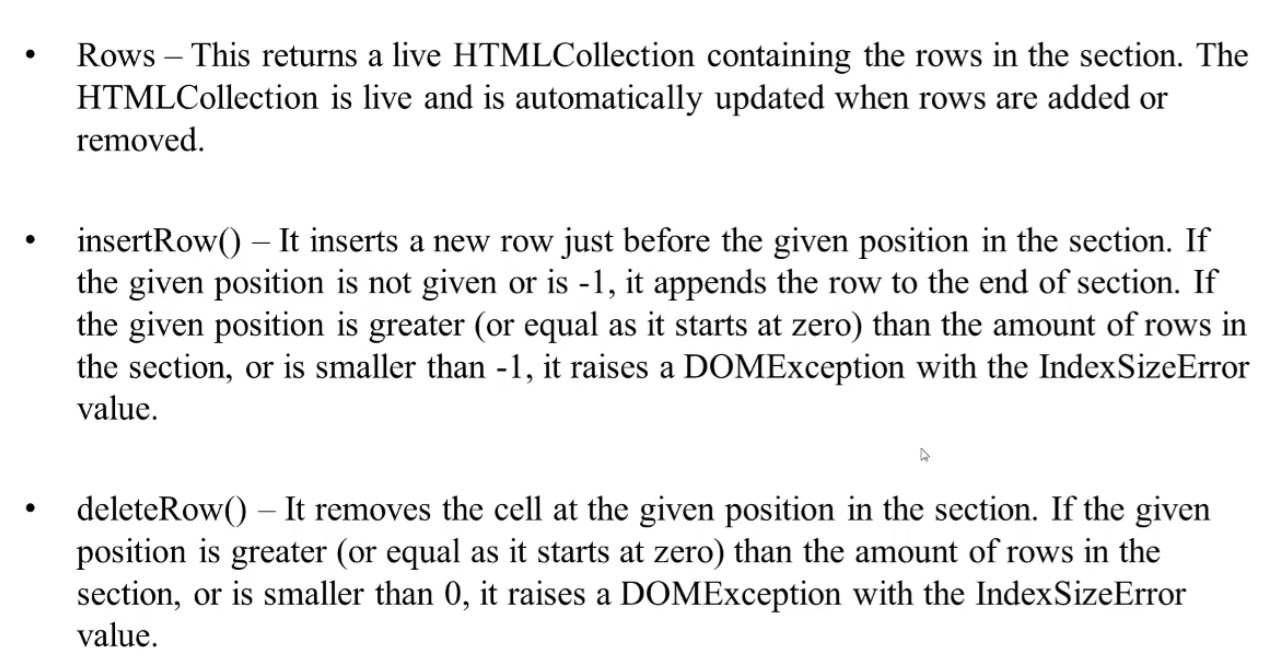 • Rows – This returns a live HTMLCollection containing the rows in the section. The
HTMLCollection is live and is automatically updated when rows are added or
removed.
• insertRow() – It inserts a new row just before the given position in the section. If
the given position is not given or is -1, it appends the row to the end of section. If
the given position is greater (or equal as it starts at zero) than the amount of rows in
the section, or is smaller than -1, it raises a DOMException with the IndexSizeError
value.
• deleteRow() – It removes the cell at the given position in the section. If the given
position is greater (or equal as it starts at zero) than the amount of rows in the
section, or is smaller than 0, it raises a DOMException with the IndexSizeError
value.